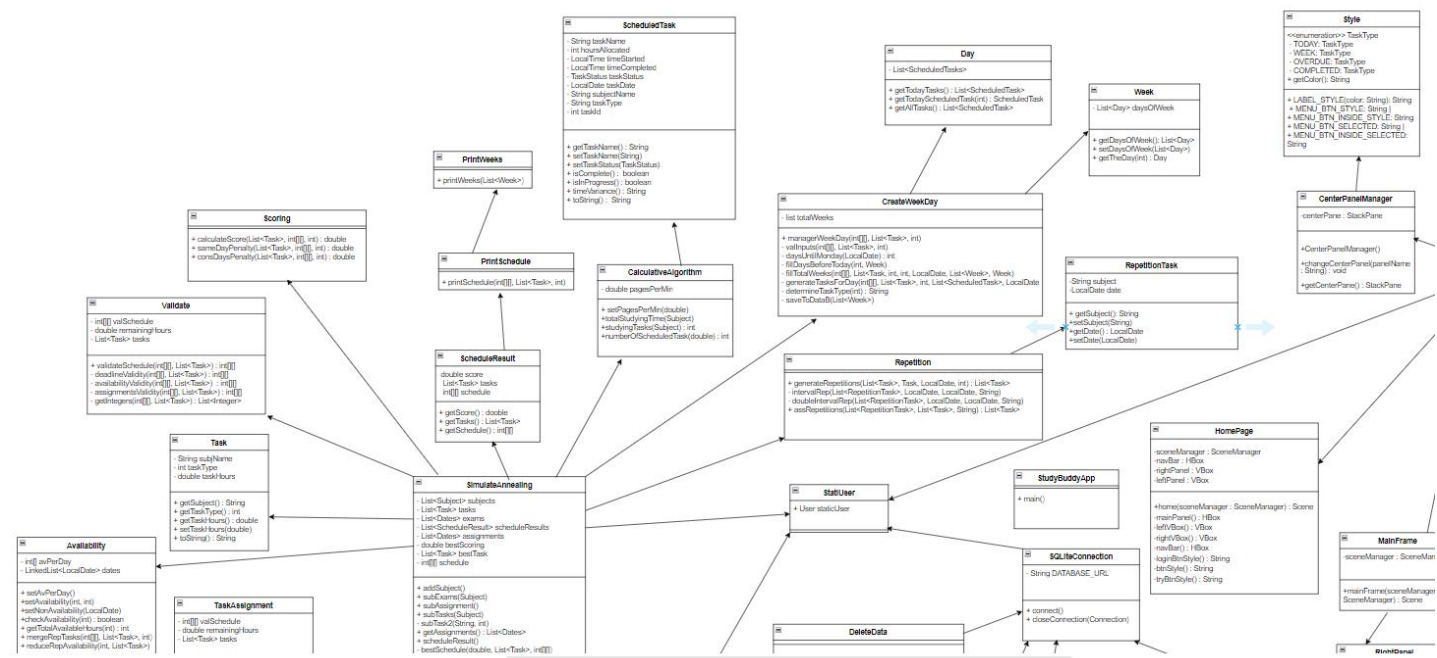 ScheduledTask
- String taskName
- int hoursAllocated
- LocalTime timeStarted
- LocalTime timeCompleted
- TaskStatus taskStatus
- LocalDate taskDate
- String subjectName
- String taskType
- int taskId
+ getTaskName() : String
+ setTaskName(String)
+ setTaskStatus(TaskStatus)
+ isComplete() : boolean
+ isInProgress() : boolean
+ timeVariance() : String
+ toString() : String
Day
- List<ScheduledTasks>
+ getTodayTasks() : List<ScheduledTask>
+ getTodayScheduledTask(int) : ScheduledTask
+ getAllTasks() : List<ScheduledTask>
Week
- List<Day> daysOfWeek
+ getDaysOfWeek(): List<Day>
+ setDaysOfWeek(List<Day>)
+ getTheDay(int) : Day
Style
<<enumeration>> TaskType
- TODAY: TaskType
- WEEK: TaskType
- OVERDUE: TaskType
- COMPLETED: TaskType
+ getColor(): String
+ LABEL_STYLE(color: String): String
+ MENU_BTN_STYLE: String |
+ MENU_BTN_INSIDE_STYLE: String
+ MENU_BTN_SELECTED: String |
+ MENU_BTN_INSIDE_SELECTED:
String
PrintWeeks
+ printWeeks(List<Week>)
Scoring
+ calculateScore(List<Task>, int[][], int) : double
+ sameDayPenalty(List<Task>, int[][], int) : double
+ consDaysPenalty(List<Task>, int[][], int) : double
PrintSchedule
+ printSchedule(int[][], List<Task>, int)
CalculativeAlgorithm
- double pagesPerMin
+ setPagesPerMin(double)
+totalStudyingTime(Subject)
+studyingTasks(Subject) : int
+numberOfScheduledTask(double) : int
CreateWeekDay
- list totalWeeks
+ managerWeekDay(int[][], List<Task>, int)
- valInputs(int[][], List<Task>, int)
- daysUntilMonday(LocalDate) : int
- fillDaysBeforeToday(int, Week)
- fillTotalWeeks(int[][], List<Task, int, int, LocalDate, List<Week>, Week)
- generateTasksForDay(int[][], List<Task>, int, List<ScheduledTask>, LocalDate
- determineTaskType(int) : String
- saveToDataB(List<Week>)
CenterPanelManager
-centerPane : StackPane
+CenterPanelManager()
+changeCenterPanel(panelName
: String) : void
+getCenterPane() : StackPane
RepetitionTask
-String subject
-LocalDate date
+ getSubject(): String
+setSubject(String)
+getDate() : LocalDate
+setDate(LocalDate)
Validate
- int[][] valSchedule
- double remainingHours
- List<Task> tasks
+ validateSchedule(int[][], List<Task>) : int[][]
- deadlineValidity(int[][], List<Task>) : int[][]
- availabilityValidity(int[][], List<Task>) : int[][]
- assignmentsValidity(int[][], List<Task>) : int[][]
- getIntegers(int[][], List<Task>) : List<Integer>
ScheduleResult
double score
List<Task> tasks
int[][] schedule
+ getScore() : double
+ getTasks() : List<Task>
+ getSchedule() : int[][]
Repetition
+ generateRepetitions(List<Task>, Task, LocalDate, int) : List<Task>
- intervalRep(List<RepetitionTask>, LocalDate, LocalDate, String)
- doubleIntervalRep(List<RepetitionTask>, LocalDate, LocalDate, String)
+ assRepetitions(List<RepetitionTask>, List<Task>, String) : List<Task>
Task
- String subjName
- int taskType
- double taskHours
+ getSubject() : String
+ getTaskType() : int
+ getTaskHours() : double
+ setTaskHours(double)
+ toString() : String
SimulateAnnealing
- List<Subject> subjects
- List<Task> tasks
- List<Dates> exams
- List<ScheduleResult> scheduleResults
- List<Dates> assignments
- double bestScoring
- List<Task> bestTask
- int[][] schedule
+ addSubject()
+ subExams(Subject)
+ subAssignment()
+ subTasks(Subject)
- subTask2(String, int)
+ getAssignments() : List<Dates>
+ scheduleResult()
- bestSchedule(double, List<Task>, int[][])
StatiUser
+ User staticUser
StudyBuddyApp
+ main()
HomePage
-sceneManager : SceneManager
-navBar : HBox
-rightPanel : VBox
-leftPanel : VBox
+home(sceneManager : SceneManager) : Scene
-mainPanel() : HBox
-leftVBox() : VBox
-rightVBox() : VBox
-navBar() : HBox
-loginBtnStyle() : String
-btnStyle() : String
-tryBtnStyle() : String
Availability
- int[] avPerDay
- LinkedList<LocalDate> dates
+ setAvPerDay()
+setAvailability(int, int)
+setNonAvailability(LocalDate)
+checkAvailability(int) : boolean
+ getTotalAvailableHours(int) : int
+ mergeRepTasks(int[][], List<Task>, int)
+ reduceRepAvailability(int, List<Task>)
TaskAssignment
- int[][] valSchedule
- double remainingHours
- List<Task> tasks
SQLiteConnection
- String DATABASE_URL
+ connect()
+ closeConnection(Connection)
MainFrame
-sceneManager : SceneMan
+mainFrame(sceneManager
SceneManager) : Scene
DeleteData
RightPanel